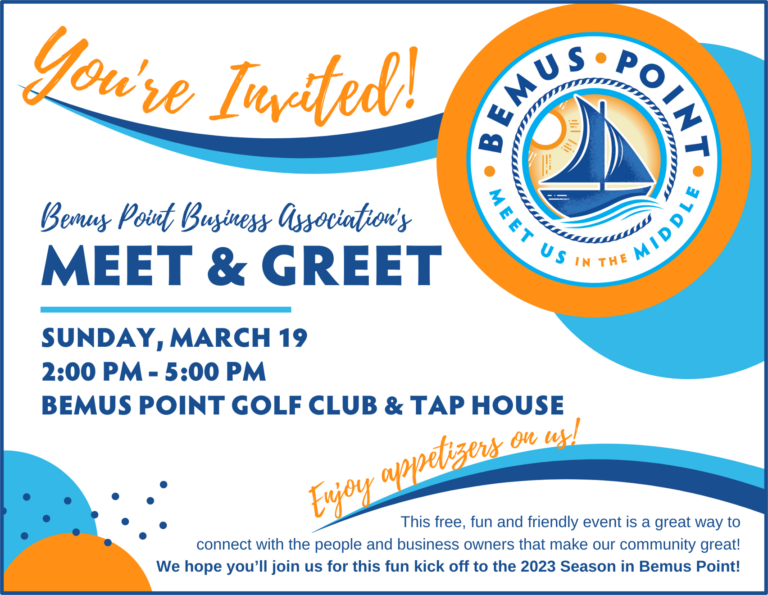 You're Invited!
BEMUS • POINT
MEET US IN THE MIDDLE
Bemus Point Business Association's
MEET & GREET
SUNDAY, MARCH 19
2:00 PM - 5:00 PM
BEMUS POINT GOLF CLUB & TAP HOUSE
Enjoy appetizers on us!
This free, fun and friendly event is a great way to
connect with the people and business owners that make our community great!
We hope you’ll join us for this fun kick off to the 2023 Season in Bemus Point!